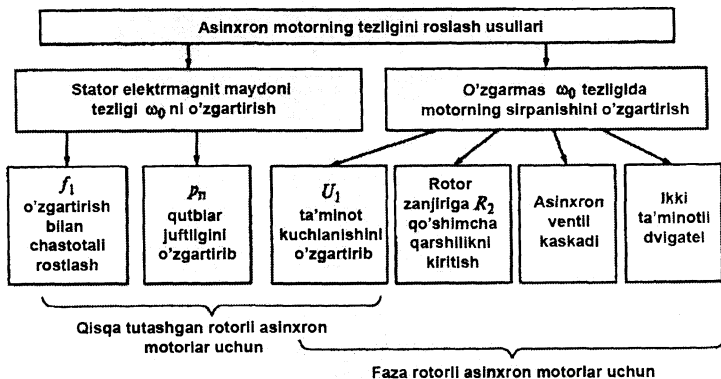 Asinxron motorning tezligini roslash usullari
Stator elektrmagnit maydoni
tezligi ω₀ ni o'zgartirish
O'zgarmas ω₀ tezligida
motorning sirpanishini o'zgartirish
f₁
o'zgartirish
bilan
chastotali
rostlash
pₙ
qutblar
juftligini
o'zgartirib
U₁
ta'minot
kuchlanishini
o'zgartirib
Rotor
zanjiriga R₂
qo'shimcha
qarshilikni
kiritish
Asinxron
ventil
kaskadi
Ikki
ta'minotli
dvigatel
Qisqa tutashgan rotorli asinxron
motorlar uchun
Faza rotorli asinxron motorlar uchun